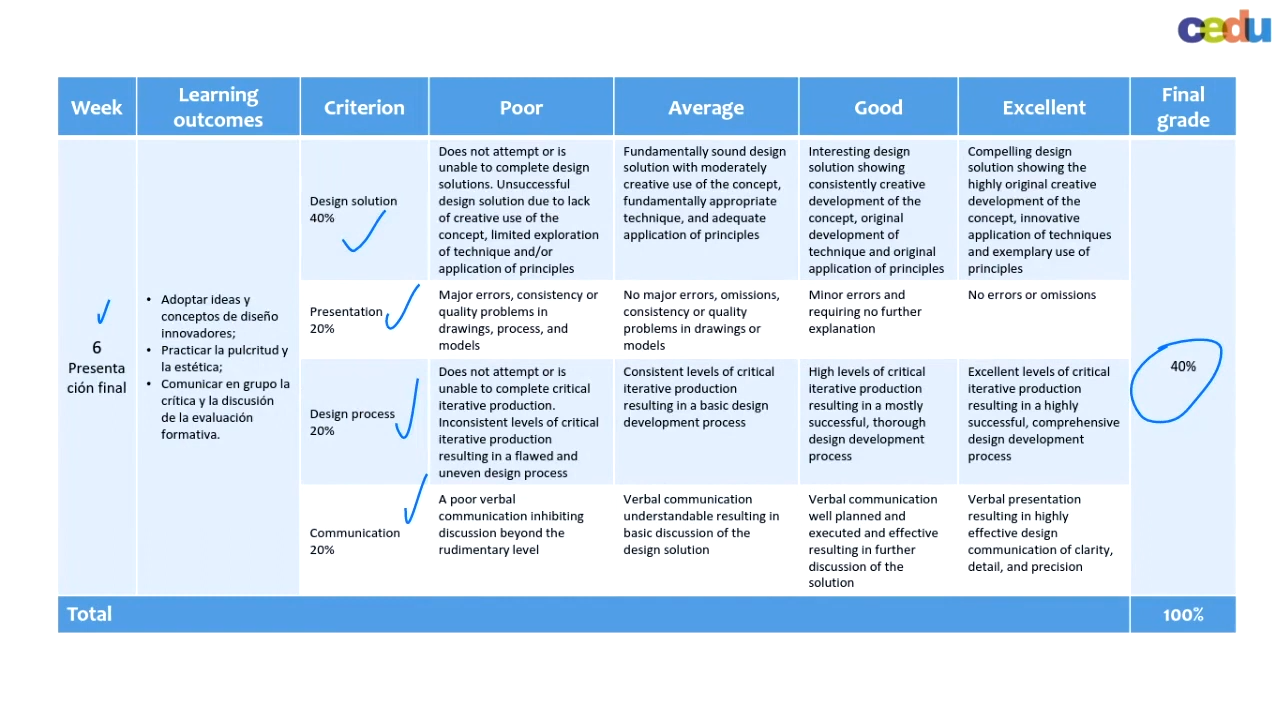 cedu
Week
Learning
outcomes
Criterion
Poor
Average
Good
Excellent
Final
grade
6
Presenta
ción final
• Adoptar ideas y
conceptos de diseño
innovadores;
• Practicar la pulcritud y
la estética;
• Comunicar en grupo la
crítica y la discusión
de la evaluación
formativa.
Design solution
40%
Does not attempt or is
unable to complete design
solutions. Unsuccessful
design solution due to lack
of creative use of the
concept, limited exploration
of technique and/or
application of principles
Fundamentally sound design
solution with moderately
creative use of the concept,
fundamentally appropriate
technique, and adequate
application of principles
Interesting design
solution showing
consistently creative
development of the
concept, original
development of
technique and original
application of principles
Compelling design
solution showing the
highly original creative
development of the
concept, innovative
application of techniques
and exemplary use of
principles
Presentation
20%
Major errors, consistency or
quality problems in
drawings, process, and
models
No major errors, omissions,
consistency or quality
problems in drawings or
models
Minor errors and
requiring no further
explanation
No errors or omissions
Design process
20%
Does not attempt or is
unable to complete critical
iterative production.
Inconsistent levels of critical
iterative production
resulting in a flawed and
uneven design process
Consistent levels of critical
iterative production
resulting in a basic design
development process
High levels of critical
iterative production
resulting in a mostly
successful, thorough
design development
process
Excellent levels of critical
iterative production
resulting in a highly
successful, comprehensive
design development
process
Communication
20%
A poor verbal
communication inhibiting
discussion beyond the
rudimentary level
Verbal communication
understandable resulting in
basic discussion of the
design solution
Verbal communication
well planned and
executed and effective
resulting in further
discussion of the
solution
Verbal presentation
resulting in highly
effective design
communication of clarity,
detail, and precision
40%
Total
100%